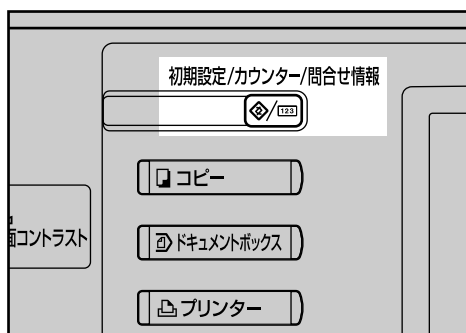 初期設定/カウンター/問合せ情報
123
コピー
ドキュメントボックス
面コントラスト
プリンター